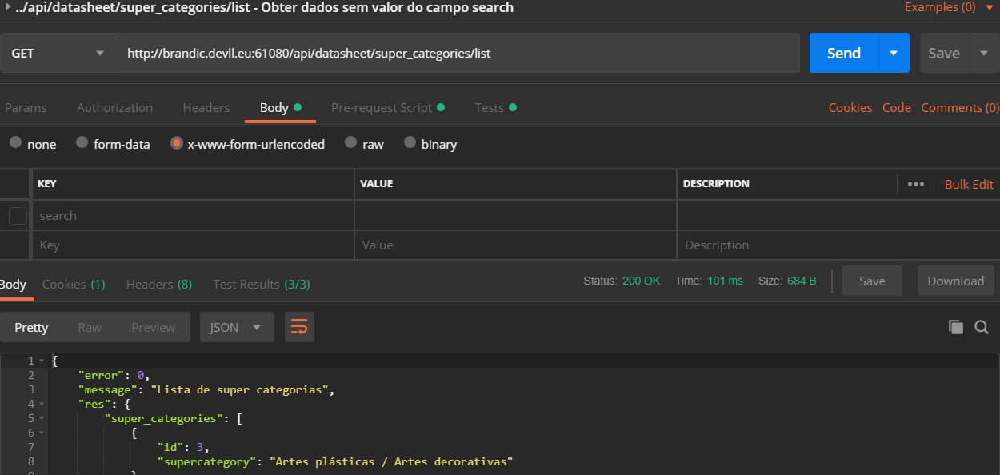 ../api/datasheet/super_categories/list - Obter dados sem valor do campo search Examples (0)
GET http://brandic.devll.eu:61080/api/datasheet/super_categories/list Send Save
Params Authorization Headers Body Pre-request Script Tests Cookies Code Comments (0)
none form-data x-www-form-urlencoded raw binary
KEY VALUE DESCRIPTION Bulk Edit
search
Key Value Description
Body Cookies (1) Headers (8) Test Results (3/3) Status: 200 OK Time: 101 ms Size: 684 B Save Download
Pretty Raw Preview JSON
1 {
2 "error": 0,
3 "message": "Lista de super categorias",
4 "res": {
5 "super_categories": [
6 {
7 "id": 3,
8 "supercategory": "Artes plásticas / Artes decorativas"